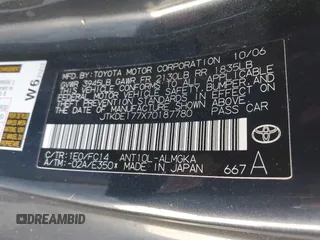 W6
MFD. BY: TOYOTA MOTOR CORPORATION 10/06
GVWR 3945LB GAWR FR 2130LB RR 1835LB
THIS VEHICLE CONFORMS TO ALL APPLICABLE
FEDERAL MOTOR VEHICLE SAFETY, BUMPER, AND
THEFT PREVENTION STANDARDS IN EFFECT ON
THE DATE OF MANUFACTURE SHOWN ABOVE.
JTKDE177X70187780 PASS CAR
C/TR: 1E0/FC14 ANT10L-ALMGKA
A/TM: -02A/E350 MADE IN JAPAN
TOYOTA
667 A
DREAMBID